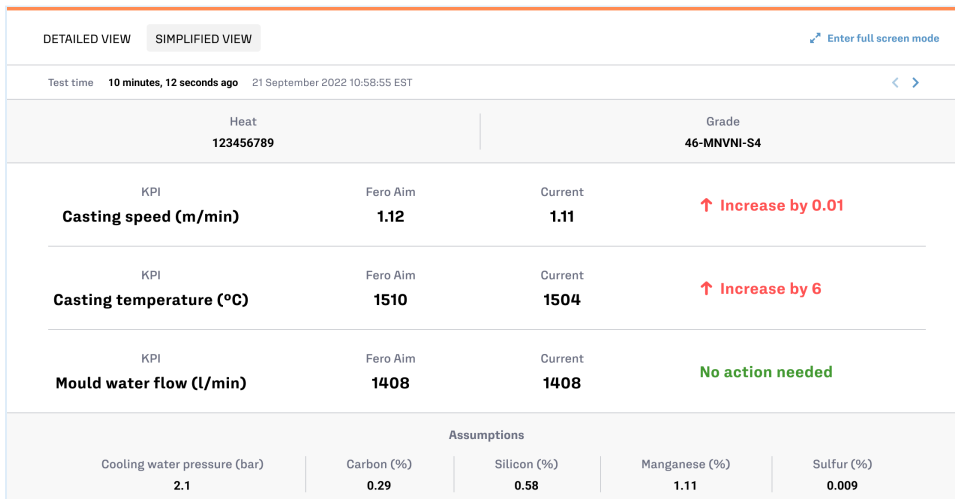 DETAILED VIEW SIMPLIFIED VIEW Enter full screen mode
Test time 10 minutes, 12 seconds ago 21 September 2022 10:58:55 EST
Heat Grade
123456789 46-MNVNI-S4
KPI Fero Aim Current
Casting speed (m/min) 1.12 1.11 ↑ Increase by 0.01
KPI Fero Aim Current
Casting temperature (ºC) 1510 1504 ↑ Increase by 6
KPI Fero Aim Current
Mould water flow (l/min) 1408 1408 No action needed
Assumptions
Cooling water pressure (bar) Carbon (%) Silicon (%) Manganese (%) Sulfur (%)
2.1 0.29 0.58 1.11 0.009